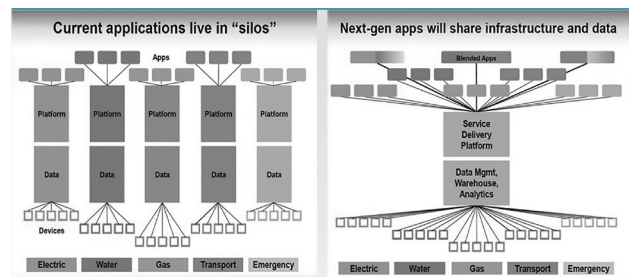 Current applications live in “silos”
Apps
Platform Platform Platform Platform Platform
Data Data Data Data Data
Devices
Electric Water Gas Transport Emergency
Next-gen apps will share infrastructure and data
Blended Apps
Service
Delivery
Platform
Data Mgmt,
Warehouse,
Analytics
Electric Water Gas Transport Emergency